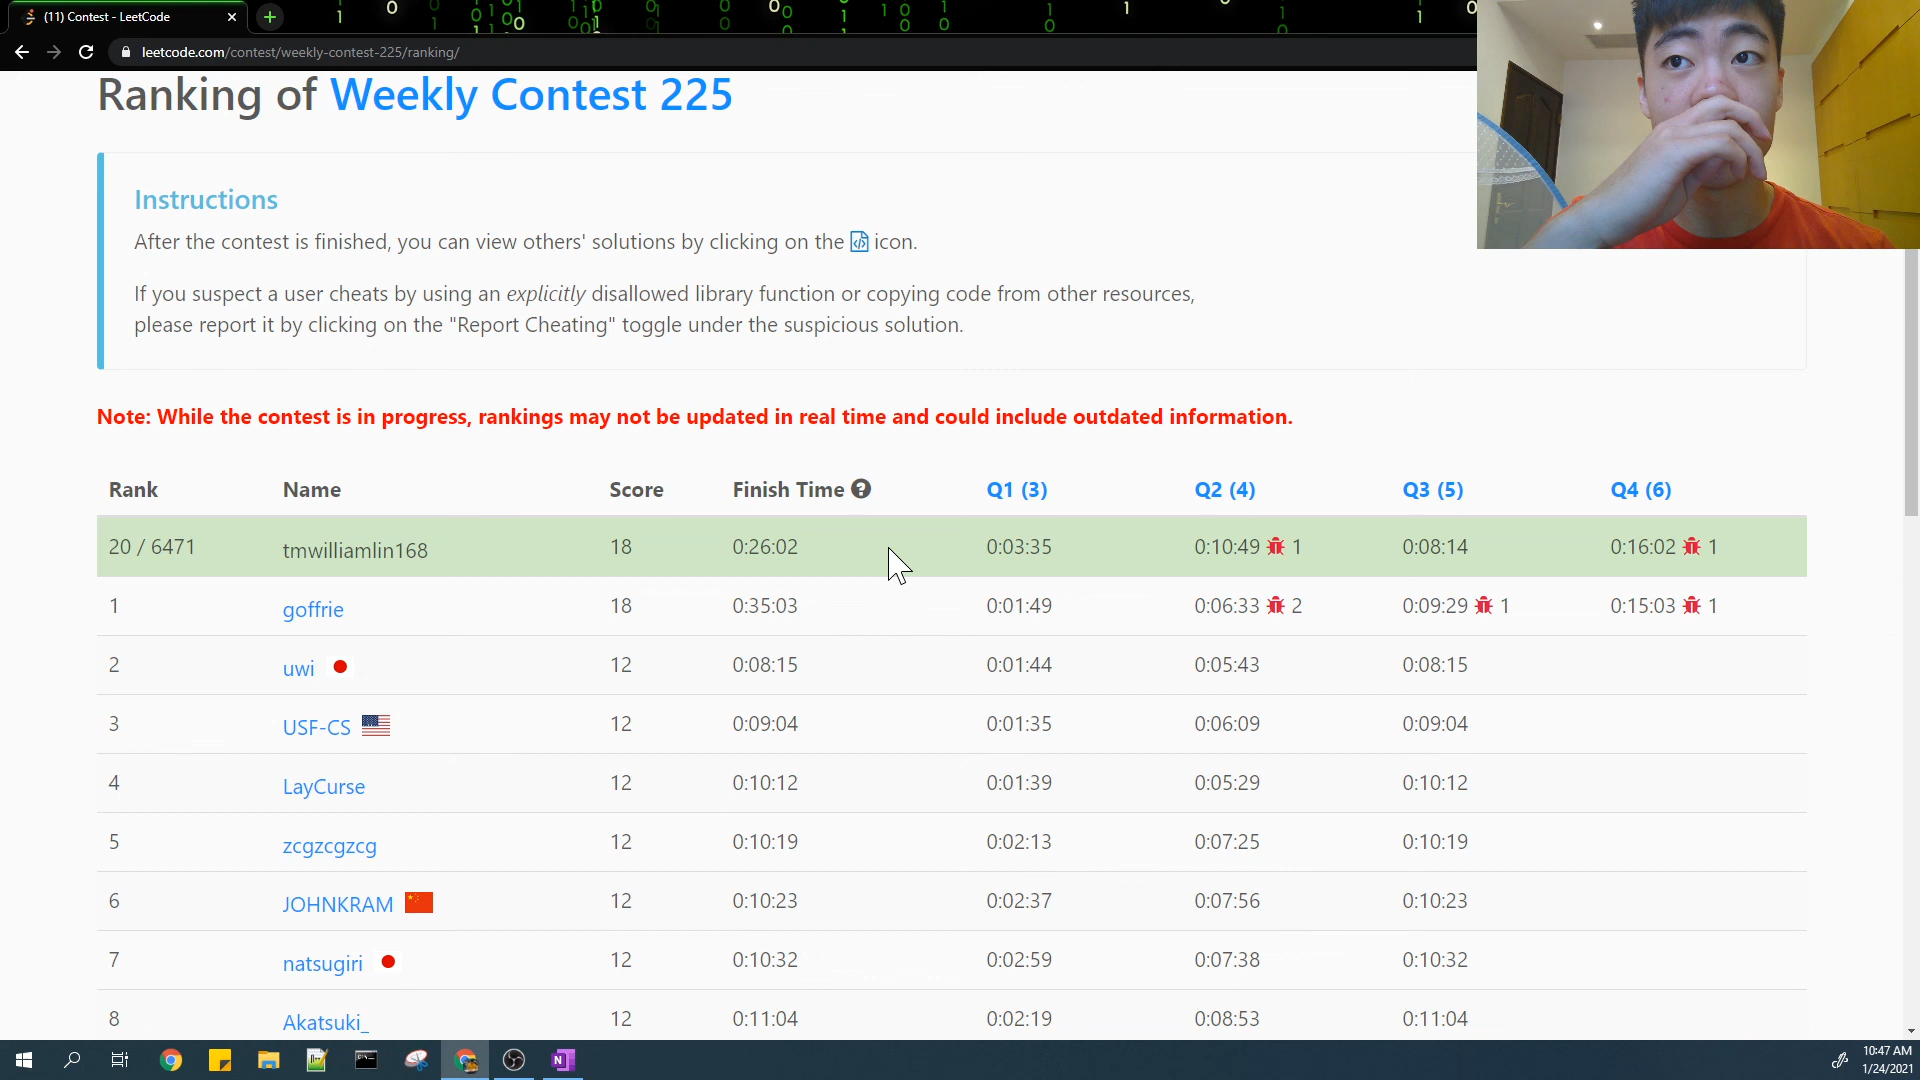 (11) Contest - LeetCode
leetcode.com/contest/weekly-contest-225/ranking/
Ranking of Weekly Contest 225
Instructions
After the contest is finished, you can view others' solutions by clicking on the icon.
If you suspect a user cheats by using an explicitly disallowed library function or copying code from other resources,
please report it by clicking on the "Report Cheating" toggle under the suspicious solution.
Note: While the contest is in progress, rankings may not be updated in real time and could include outdated information.
Rank Name Score Finish Time Q1 (3) Q2 (4) Q3 (5) Q4 (6)
20 / 6471 tmwilliamlin168 18 0:26:02 0:03:35 0:10:49 1 0:08:14 0:16:02 1
1 goffrie 18 0:35:03 0:01:49 0:06:33 2 0:09:29 1 0:15:03 1
2 uwi 12 0:08:15 0:01:44 0:05:43 0:08:15
3 USF-CS 12 0:09:04 0:01:35 0:06:09 0:09:04
4 LayCurse 12 0:10:12 0:01:39 0:05:29 0:10:12
5 zcgzcgzcg 12 0:10:19 0:02:13 0:07:25 0:10:19
6 JOHNKRAM 12 0:10:23 0:02:37 0:07:56 0:10:23
7 natsugiri 12 0:10:32 0:02:59 0:07:38 0:10:32
8 Akatsuki_ 12 0:11:04 0:02:19 0:08:53 0:11:04
10:47 AM
1/24/2021